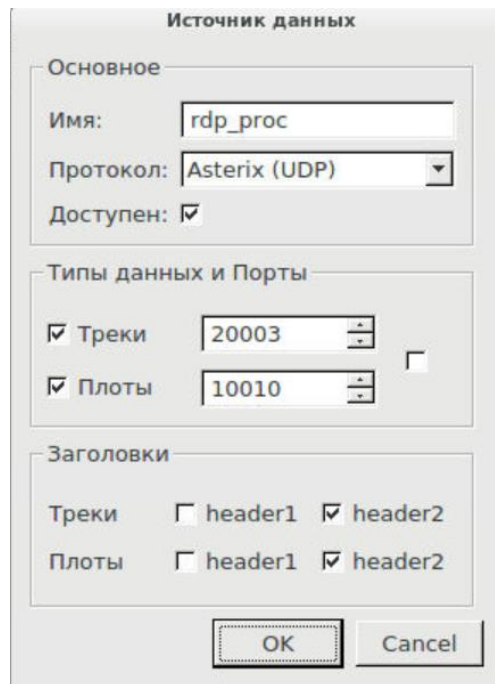 Источник данных
Основное
Имя: rdp_proc
Протокол: Asterix (UDP)
Доступен:
Типы данных и Порты
Треки 20003
Плоты 10010
Заголовки
Треки header1 header2
Плоты header1 header2
OK Cancel